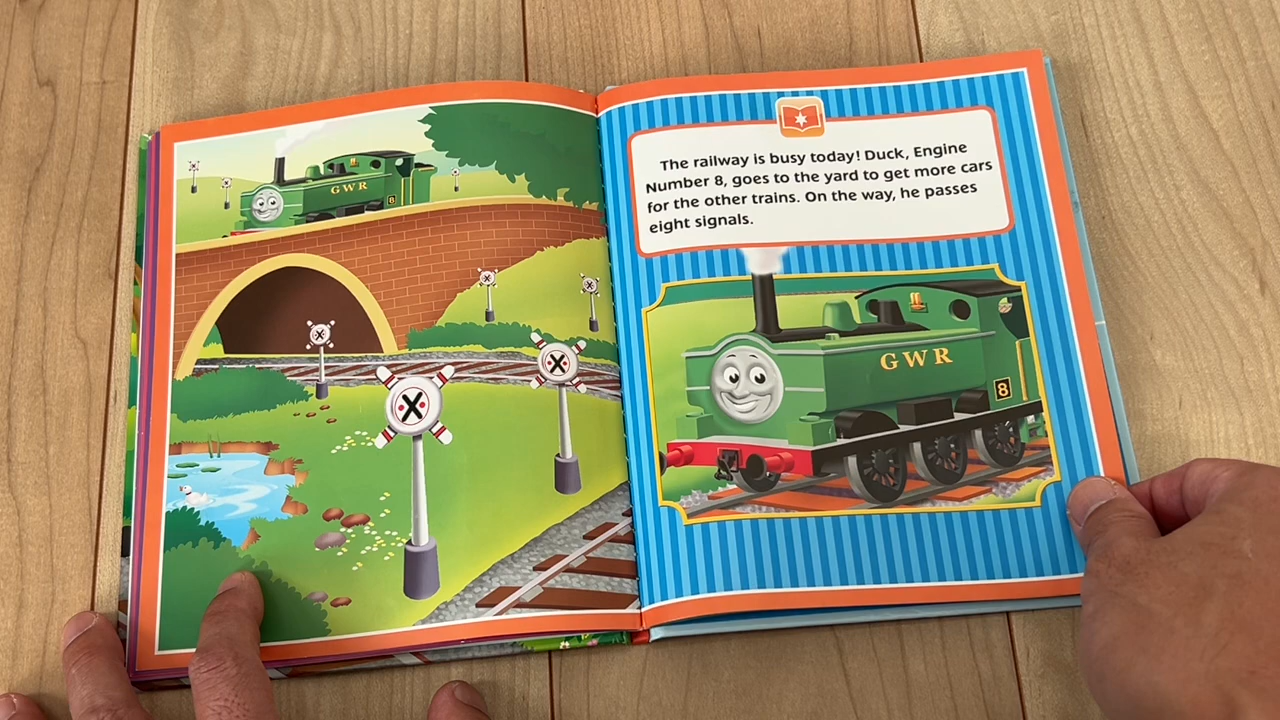 GWR
8
X
X
X
X
X
The railway is busy today! Duck, Engine
Number 8, goes to the yard to get more cars
for the other trains. On the way, he passes
eight signals.
GWR
8